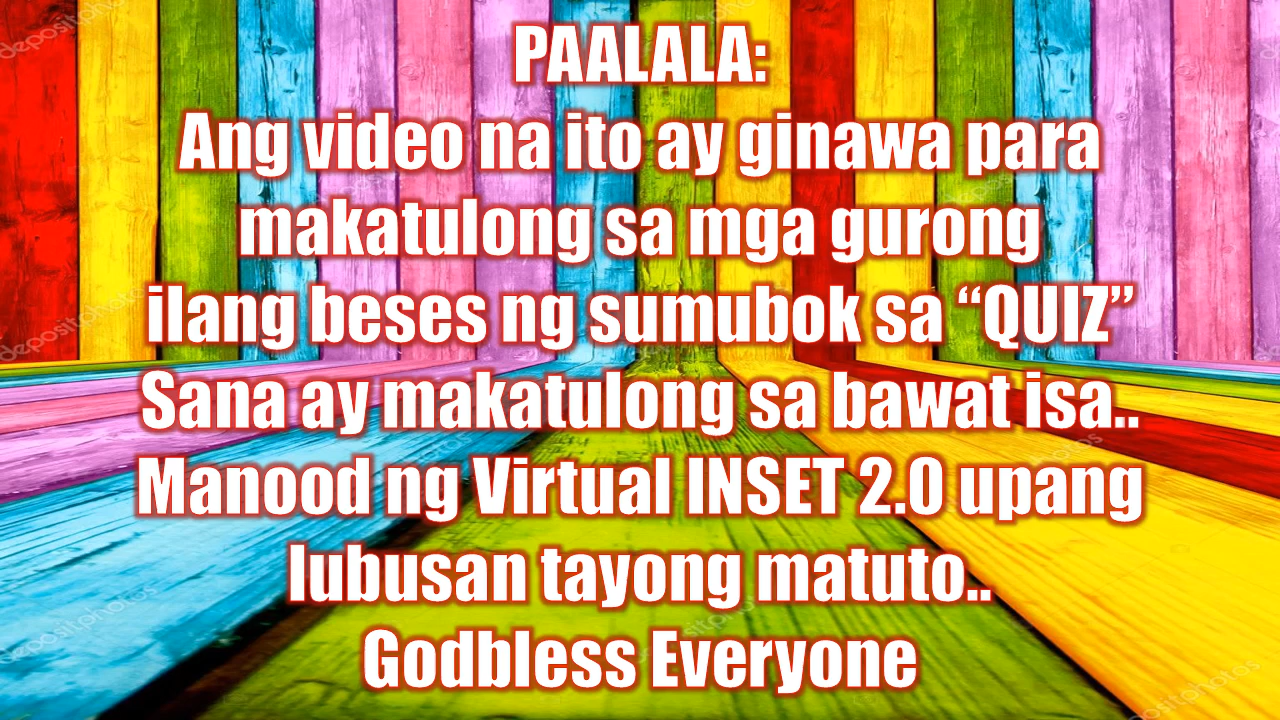 PAALALA:
Ang video na ito ay ginawa para
makatulong sa mga gurong
ilang beses ng sumubok sa “QUIZ”
Sana ay makatulong sa bawat isa..
Manood ng Virtual INSET 2.0 upang
lubusan tayong matuto..
Godbless Everyone
depositphotos